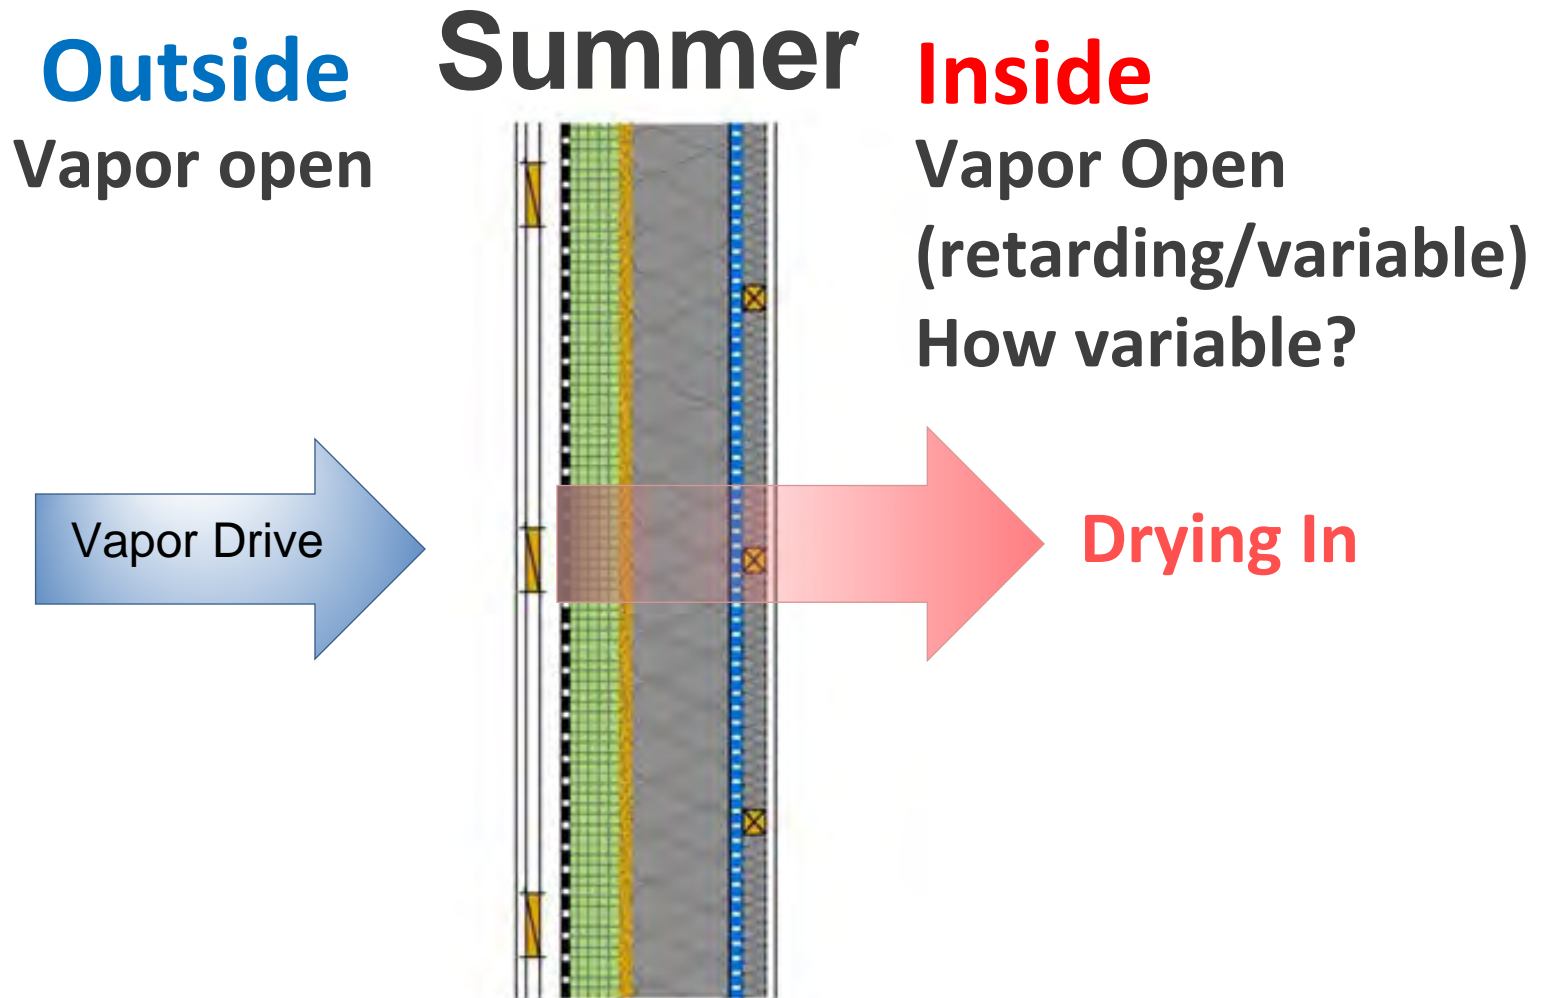 Outside
Summer
Inside
Vapor open
Vapor Open
(retarding/variable)
How variable?
Vapor Drive
Drying In